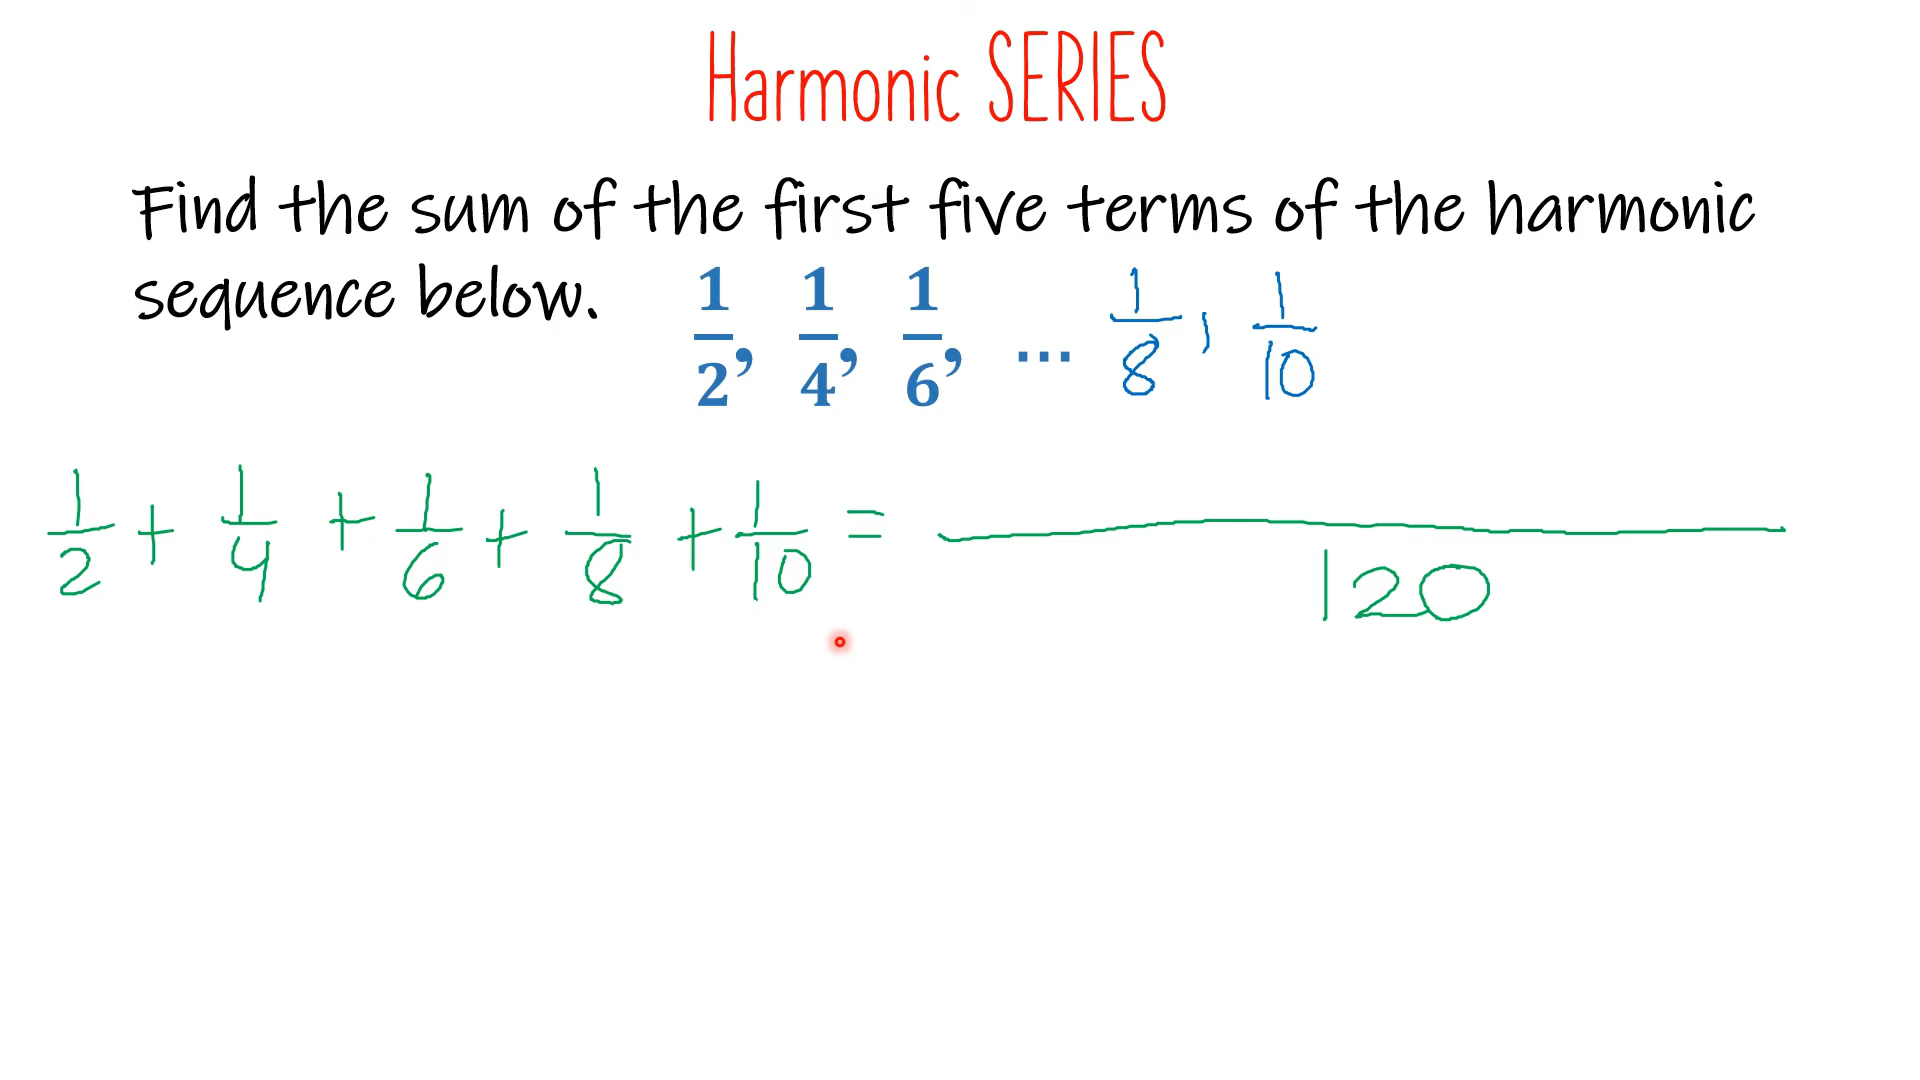 Harmonic SERIES
Find the sum of the first five terms of the harmonic
sequence below. 1/2, 1/4, 1/6, ... 1/8, 1/10
1/2 + 1/4 + 1/6 + 1/8 + 1/10 = /120